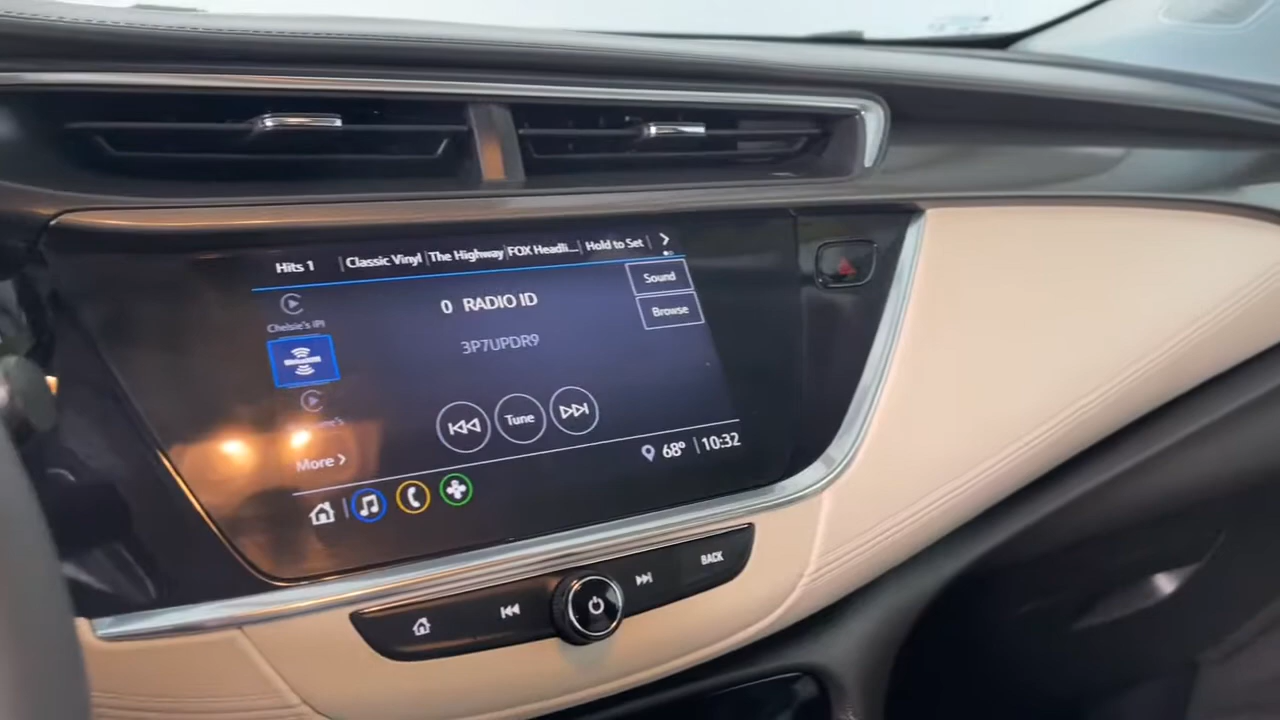 Hits 1 Classic Vinyl The Highway FOX Headli... Hold to Set
Sound
Browse
0 RADIO ID
3P7UPDR9
Tune
More
68° 10:32
BACK